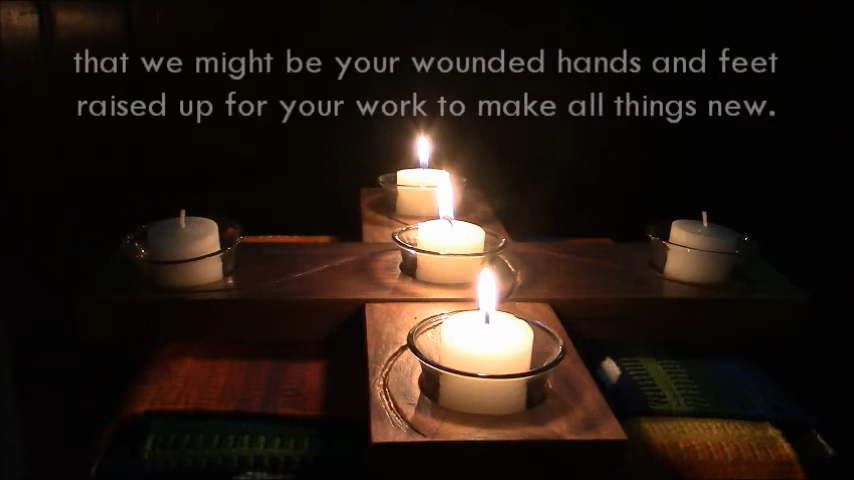 that we might be your wounded hands and feet
raised up for your work to make all things new.